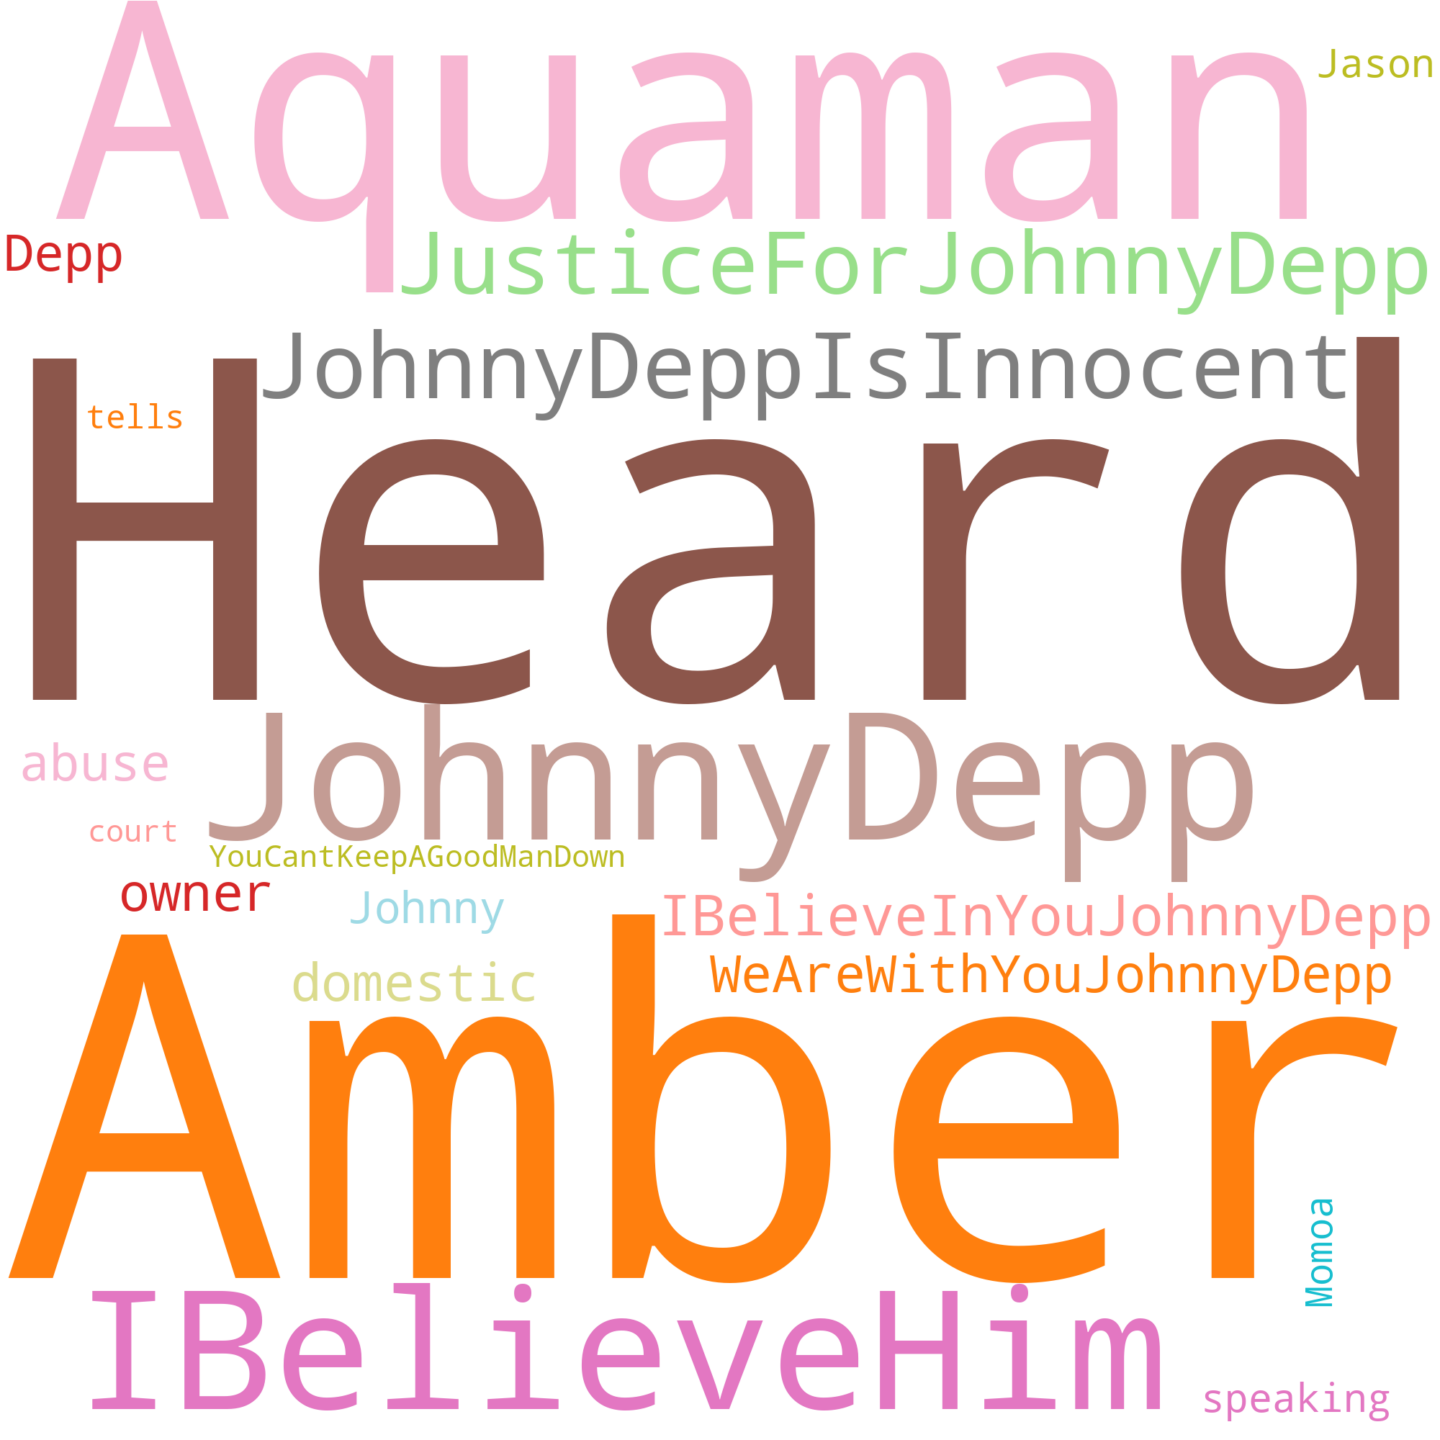 Aquaman
Jason
Depp
JusticeForJohnnyDepp
JohnnyDeppIsInnocent
tells
Heard
JohnnyDepp
abuse
court
YouCantKeepAGoodManDown
owner
Johnny
IBelieveInYouJohnnyDepp
domestic
WeAreWithYouJohnnyDepp
Amber
Momoa
IBelieveHim
speaking